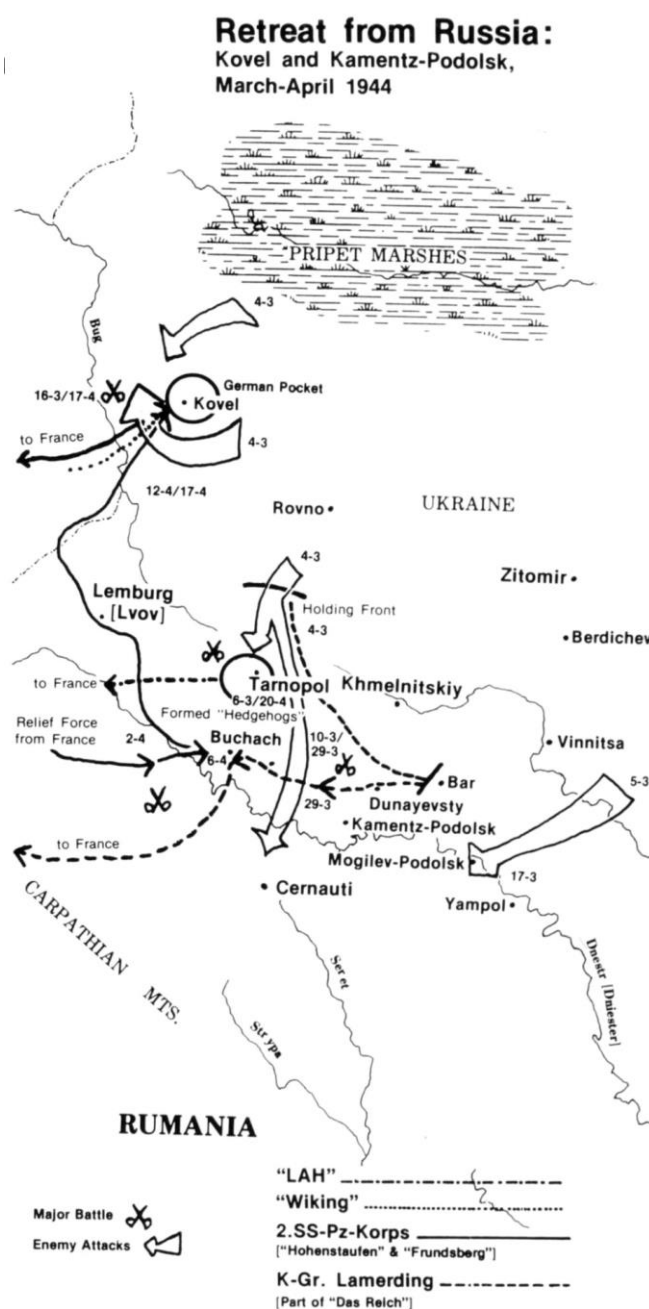 Retreat from Russia:
Kovel and Kamentz-Podolsk,
March-April 1944
PRIPET MARSHES
4-3
Bug
German Pocket
16-3/17-4
Kovel
to France
4-3
12-4/17-4
Rovno
UKRAINE
4-3
Zitomir
Lemburg
[Lvov]
Holding Front
4-3
Berdichev
to France
Tarnopol
Khmelnitskiy
6-3/20-4
Formed "Hedgehogs"
Relief Force
from France
2-4
Buchach
10-3/
29-3
Vinnitsa
6-4
Bar
5-3
29-3
Dunayevsty
Kamentz-Podolsk
to France
Mogilev-Podolsk
17-3
Cernauti
Yampol
CARPATHIAN MTS.
Seret
Dnestr [Dniester]
Strypa
RUMANIA
"LAH"
"Wiking"
Major Battle
2.SS-Pz-Korps
Enemy Attacks
["Hohenstaufen" & "Frundsberg"]
K-Gr. Lamerding
[Part of "Das Reich"]